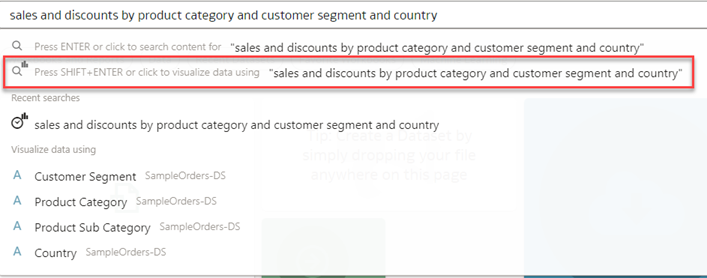 sales and discounts by product category and customer segment and country
Press ENTER or click to search content for "sales and discounts by product category and customer segment and country"
Press SHIFT+ENTER or click to visualize data using "sales and discounts by product category and customer segment and country"
Recent searches
sales and discounts by product category and customer segment and country
Tip: Create a Dataset by
simply dropping your file
anywhere on this page
Visualize data using
A Customer Segment SampleOrders-DS
A Product Category SampleOrders-DS
A Product Sub Category SampleOrders-DS
A Country SampleOrders-DS